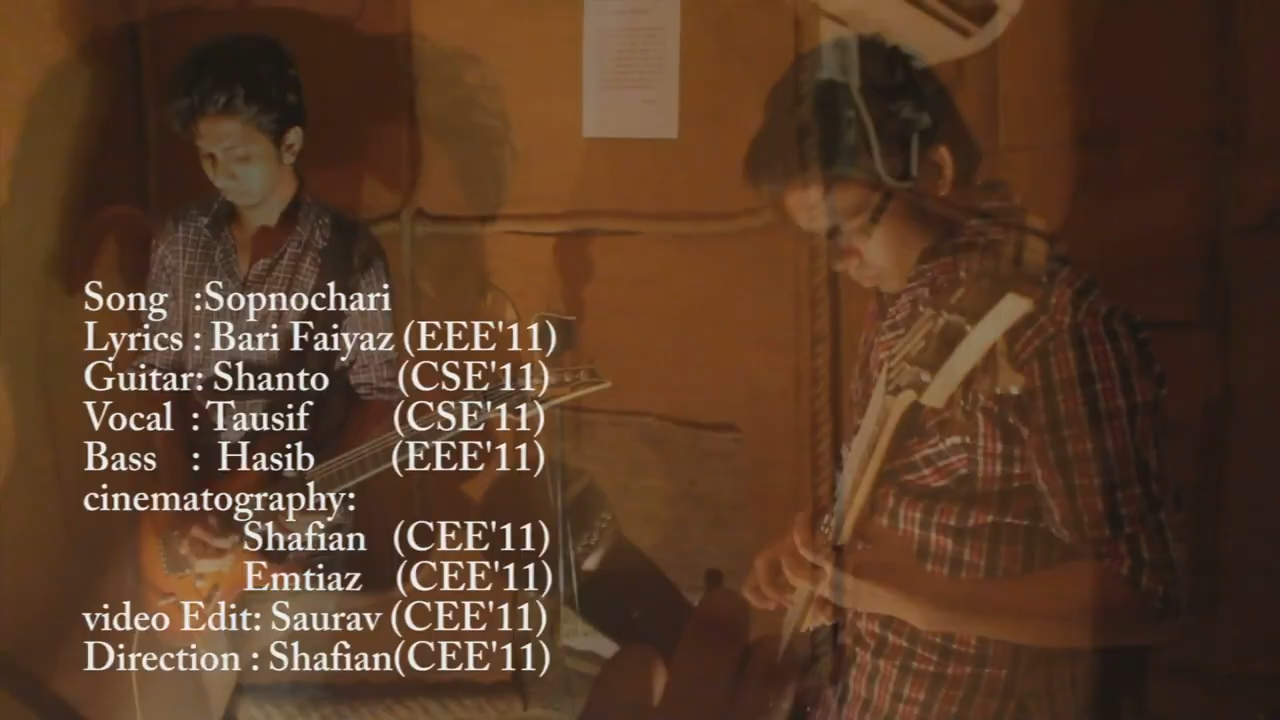 Song :Sopnochari
Lyrics : Bari Faiyaz (EEE'11)
Guitar: Shanto (CSE'11)
Vocal : Tausif (CSE'11)
Bass : Hasib (EEE'11)
cinematography:
Shafian (CEE'11)
Emtiaz (CEE'11)
video Edit: Saurav (CEE'11)
Direction : Shafian(CEE'11)